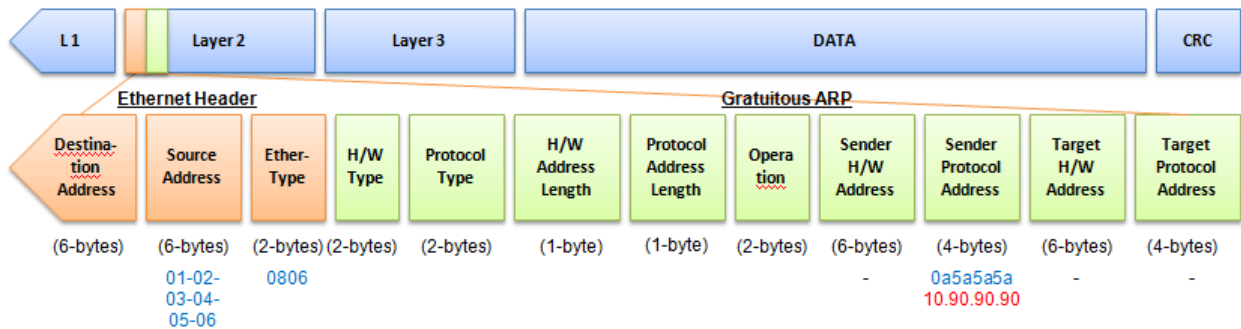 L 1
Layer 2
Layer 3
DATA
CRC
Ethernet Header
Gratuitous ARP
Destina-
tion
Address
Source
Address
Ether-
Type
H/W
Type
Protocol
Type
H/W
Address
Length
Protocol
Address
Length
Opera
tion
Sender
H/W
Address
Sender
Protocol
Address
Target
H/W
Address
Target
Protocol
Address
(6-bytes)
(6-bytes)
(2-bytes)
(2-bytes)
(2-bytes)
(1-byte)
(1-byte)
(2-bytes)
(6-bytes)
(4-bytes)
(6-bytes)
(4-bytes)
01-02-
03-04-
05-06
0806
-
0a5a5a5a
10.90.90.90
-
-